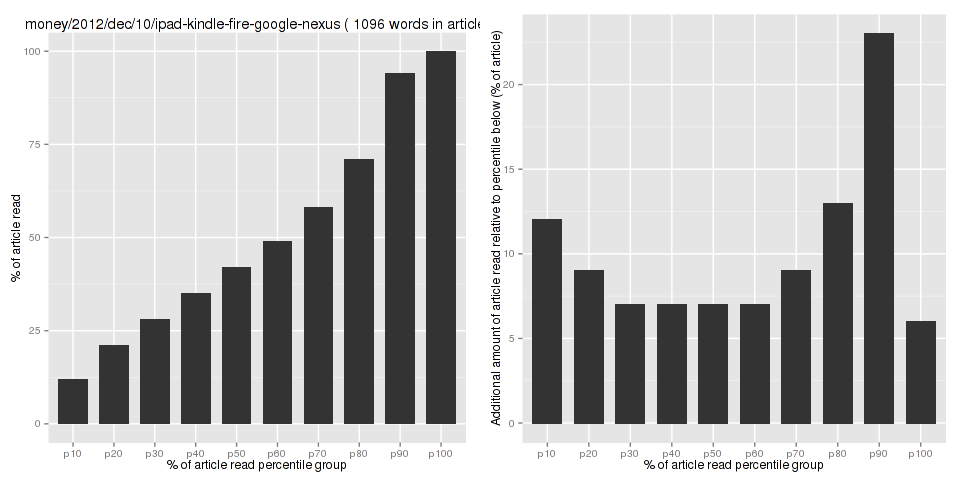 money/2012/dec/10/ipad-kindle-fire-google-nexus ( 1096 words in article
% of article read
100
75
50
25
0
p10 p20 p30 p40 p50 p60 p70 p80 p90 p100
% of article read percentile group
Additional amount of article read relative to percentile below (% of article)
20
15
10
5
0
p10 p20 p30 p40 p50 p60 p70 p80 p90 p100
% of article read percentile group